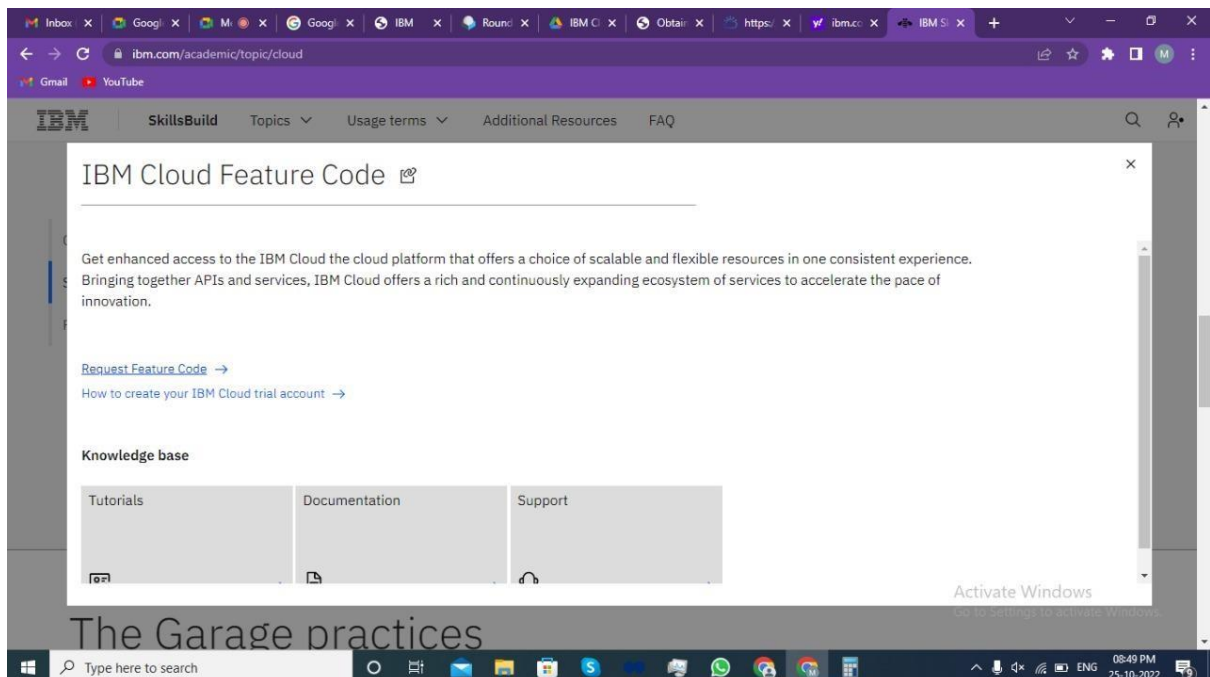 Inbox
Googl
M
Googl
IBM
Round
IBM Cl
Obtain
https:/
ibm.co
IBM S
ibm.com/academic/topic/cloud
M
Gmail
YouTube
IBM
SkillsBuild Topics Usage terms Additional Resources FAQ
IBM Cloud Feature Code
Get enhanced access to the IBM Cloud the cloud platform that offers a choice of scalable and flexible resources in one consistent experience.
Bringing together APIs and services, IBM Cloud offers a rich and continuously expanding ecosystem of services to accelerate the pace of
innovation.
Request Feature Code →
How to create your IBM Cloud trial account →
Knowledge base
Tutorials Documentation Support
Activate Windows
Go to Settings to activate Windows.
The Garage practices
Type here to search
ENG
08:49 PM
25-10-2022